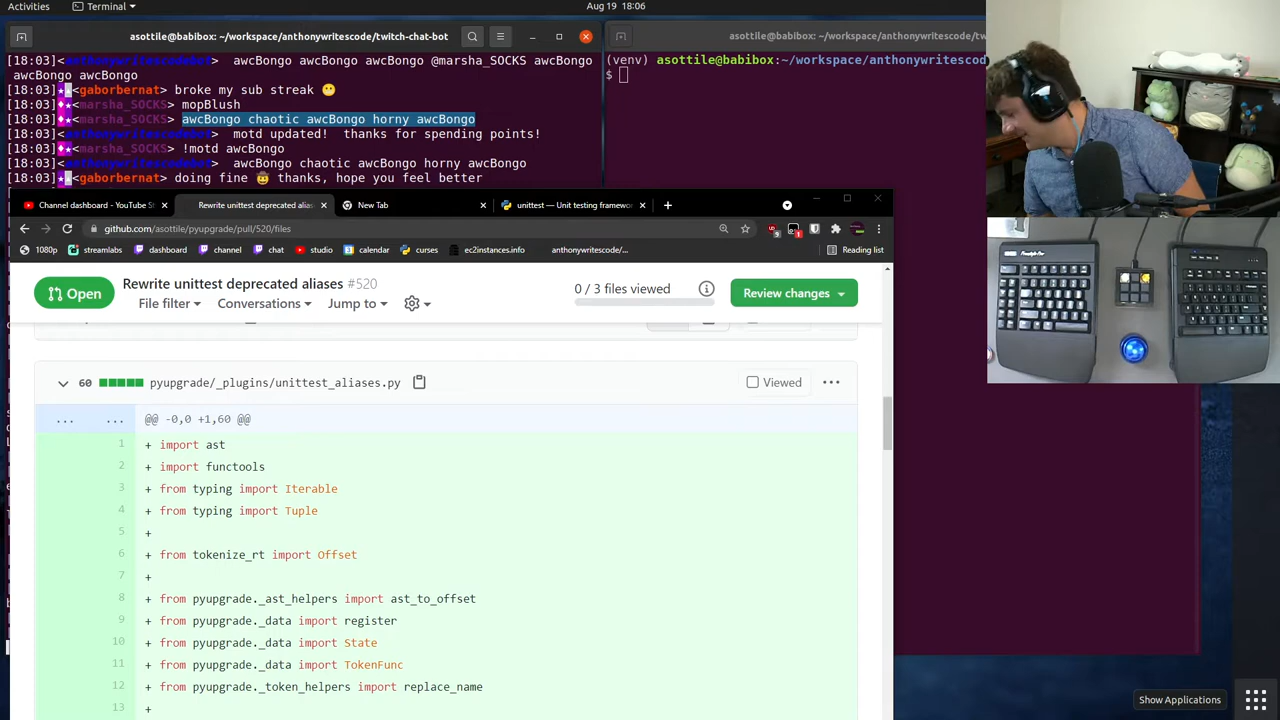 Activities
Terminal
Aug 19 18:06
asottile@babibox: ~/workspace/twitch-chat-bot
asottile@babibox: ~/workspace/anthonywritescode/tw
[18:03] <anthonywritescodebot> awcBongo awcBongo awcBongo @marsha_SOCKS awcBongo
awcBongo awcBongo
[18:03] <gaborbernat> broke my sub streak 😬
[18:03] <marsha_SOCKS> mopBlush
[18:03] <marsha_SOCKS> awcBongo chaotic awcBongo horny awcBongo
[18:03] <anthonywritescodebot> motd updated! thanks for spending points!
[18:03] <marsha_SOCKS> !motd awcBongo
[18:03] <anthonywritescodebot> awcBongo chaotic awcBongo horny awcBongo
[18:03] <gaborbernat> doing fine 🤠 thanks, hope you feel better
(venv) asottile@babibox:~/workspace/anthonywritescod
$
Channel dashboard - YouTube S
Rewrite unittest deprecated alias
New Tab
unittest — Unit testing framewo
github.com/asottile/pyupgrade/pull/520/files
1080p
streamlabs
dashboard
chat
studio
calendar
curses
ec2instances.info
anthonywritescode/...
Reading list
Open
Rewrite unittest deprecated aliases #520
File filter
Conversations
Jump to
0 / 3 files viewed
Review changes
60
pyupgrade/_plugins/unittest_aliases.py
Viewed
... ... @@ -0,0 +1,60 @@
1 + import ast
2 + import functools
3 + from typing import Iterable
4 + from typing import Tuple
5 +
6 + from tokenize_rt import Offset
7 +
8 + from pyupgrade._ast_helpers import ast_to_offset
9 + from pyupgrade._data import register
10 + from pyupgrade._data import State
11 + from pyupgrade._data import TokenFunc
12 + from pyupgrade._token_helpers import replace_name
13 +
Show Applications